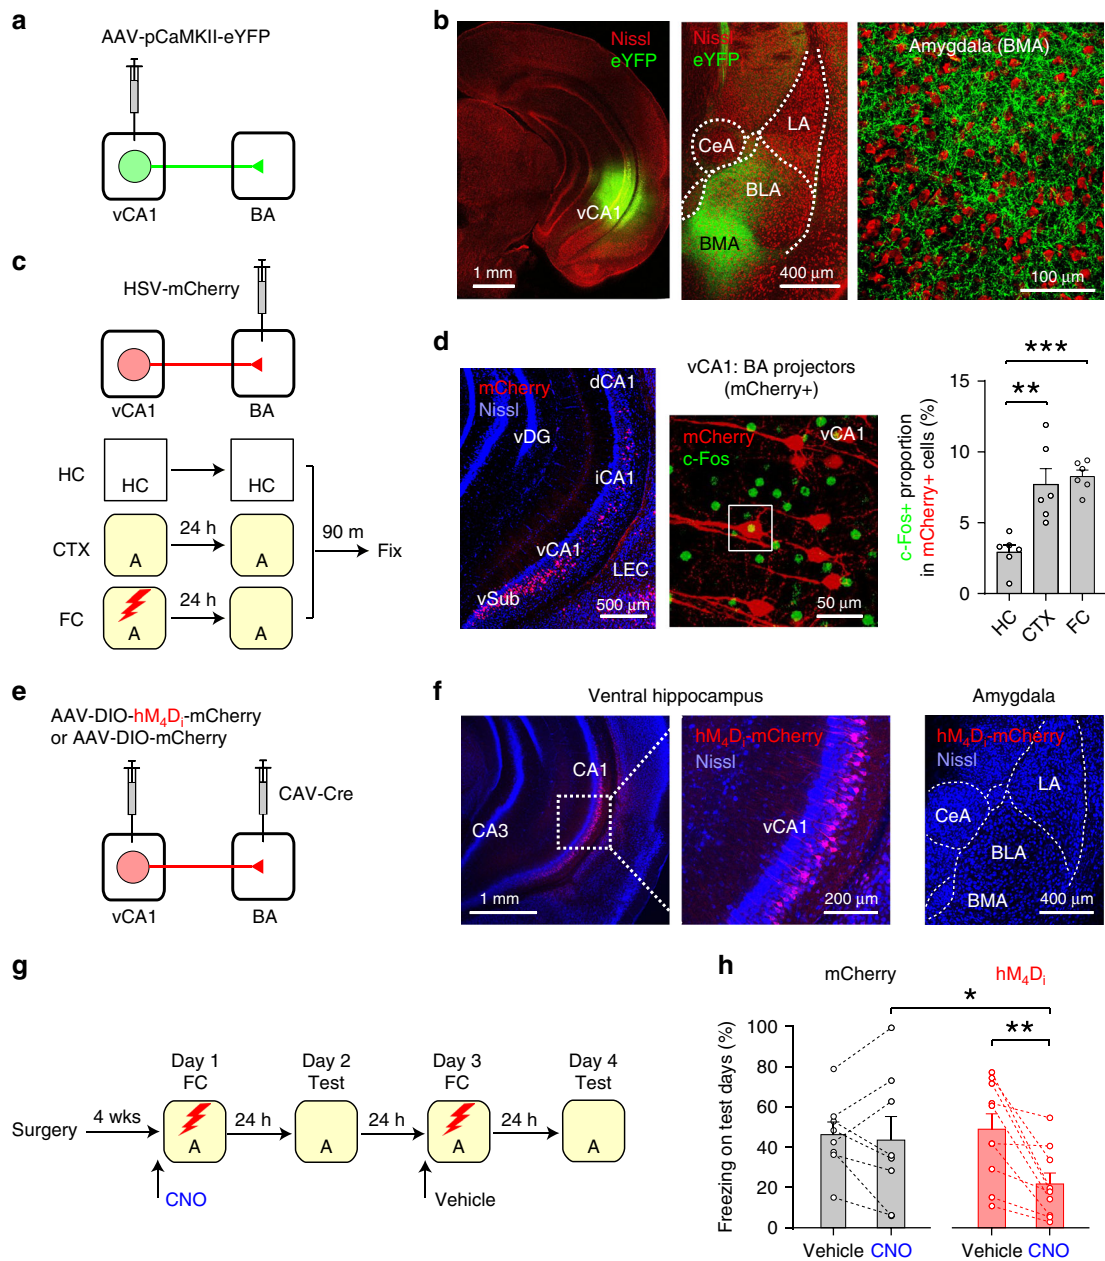 a
AAV-pCaMKII-eYFP
vCA1
BA
b
Nissl
eYFP
vCA1
1 mm
Nissl
eYFP
LA
CeA
BLA
BMA
400 µm
Amygdala (BMA)
100 µm
c
HSV-mCherry
vCA1
BA
HC
HC
HC
CTX
A
24 h
A
FC
A
24 h
A
90 m
Fix
d
mCherry
Nissl
dCA1
vDG
iCA1
vCA1
LEC
vSub
500 µm
vCA1: BA projectors
(mCherry+)
mCherry
c-Fos
vCA1
50 µm
c-Fos+ proportion
in mCherry+ cells (%)
15
10
5
0
***
**
HC
CTX
FC
e
AAV-DIO-hM4Di-mCherry
or AAV-DIO-mCherry
CAV-Cre
vCA1
BA
f
Ventral hippocampus
CA1
CA3
1 mm
hM4Di-mCherry
Nissl
vCA1
200 µm
Amygdala
hM4Di-mCherry
Nissl
LA
CeA
BLA
BMA
400 µm
g
Surgery
4 wks
CNO
Day 1
FC
A
24 h
Day 2
Test
A
24 h
Vehicle
Day 3
FC
A
24 h
Day 4
Test
A
h
mCherry
hM4Di
*
**
Freezing on test days (%)
100
80
60
40
20
0
Vehicle CNO
Vehicle CNO